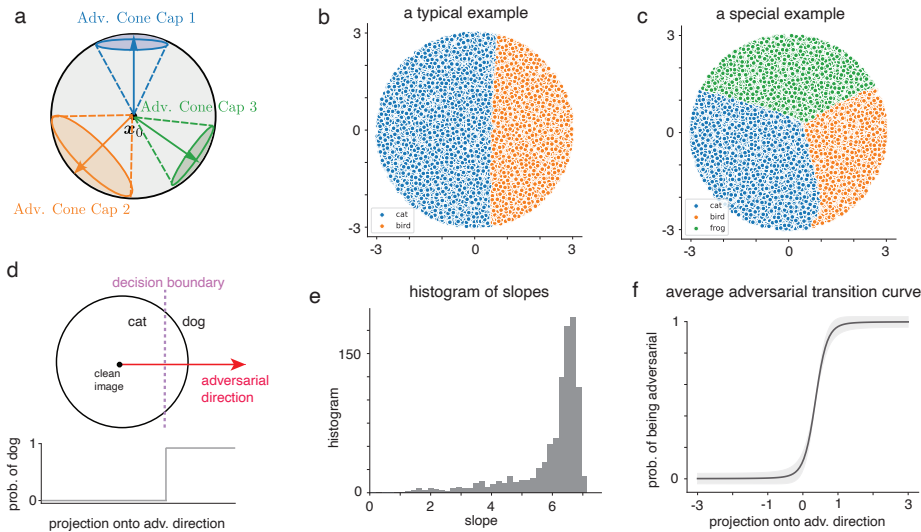 a
Adv. Cone Cap 1
Adv. Cone Cap 3
x0
Adv. Cone Cap 2
b
a typical example
3
0
-3
cat
bird
-3
0
3
c
a special example
3
0
-3
cat
bird
frog
-3
0
3
d
decision boundary
cat
dog
clean
image
adversarial
direction
prob. of dog
1
0
projection onto adv. direction
e
histogram of slopes
histogram
150
0
0
2
4
6
slope
f
average adversarial transition curve
prob. of being adversarial
1
0
-3
-2
-1
0
1
2
3
projection onto adv. direction